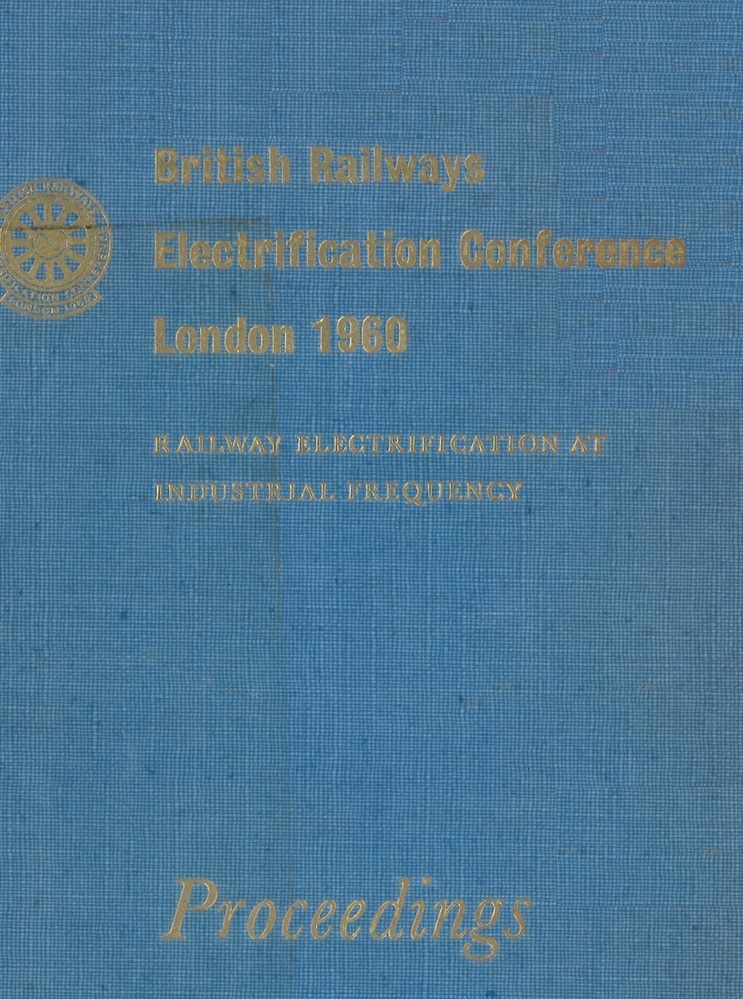 British Railways
Electrification Conference
London 1960
RAILWAY ELECTRIFICATION AT
INDUSTRIAL FREQUENCY
Proceedings